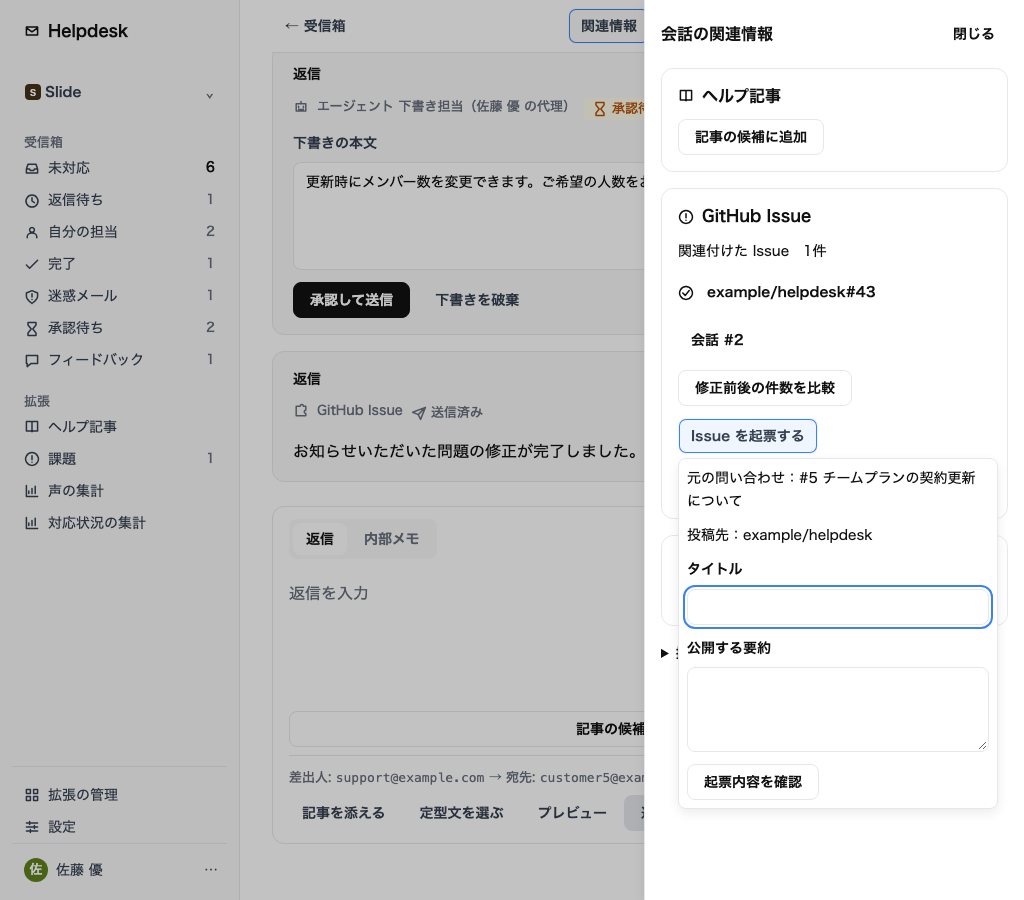 Helpdesk
S Slide
受信箱
未対応 6
返信待ち 1
自分の担当 2
完了 1
迷惑メール 1
承認待ち 2
フィードバック 1
拡張
ヘルプ記事
課題 1
声の集計
対応状況の集計
拡張の管理
設定
佐 佐藤 優 …
← 受信箱
関連情報
返信
エージェント 下書き担当（佐藤 優 の代理）
下書きの本文
更新時にメンバー数を変更できます。ご希望の人数を
承認して送信
下書きを破棄
返信
GitHub Issue 送信済み
お知らせいただいた問題の修正が完了しました。
返信 内部メモ
返信を入力
記事の候補
差出人: support@example.com → 宛先:
記事を添える 定型文を選ぶ プレビュー
会話の関連情報
閉じる
ヘルプ記事
記事の候補に追加
GitHub Issue
関連付けた Issue 1件
example/helpdesk#43
会話 #2
修正前後の件数を比較
Issue を起票する
元の問い合わせ：#5 チームプランの契約更新
について
投稿先：example/helpdesk
タイトル
公開する要約
起票内容を確認